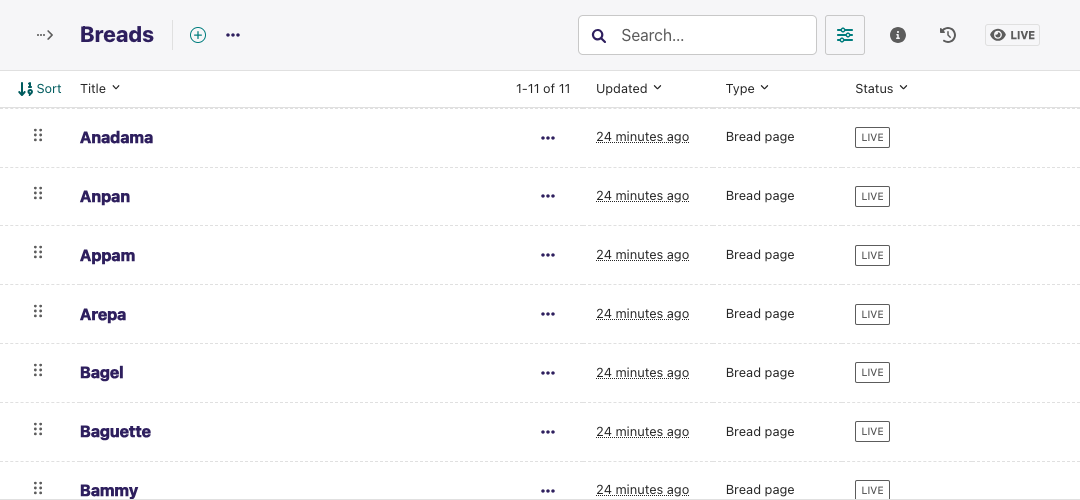 Breads Search... LIVE
Sort Title 1-11 of 11 Updated Type Status
Anadama 24 minutes ago Bread page LIVE
Anpan 24 minutes ago Bread page LIVE
Appam 24 minutes ago Bread page LIVE
Arepa 24 minutes ago Bread page LIVE
Bagel 24 minutes ago Bread page LIVE
Baguette 24 minutes ago Bread page LIVE
Bammy 24 minutes ago Bread page LIVE